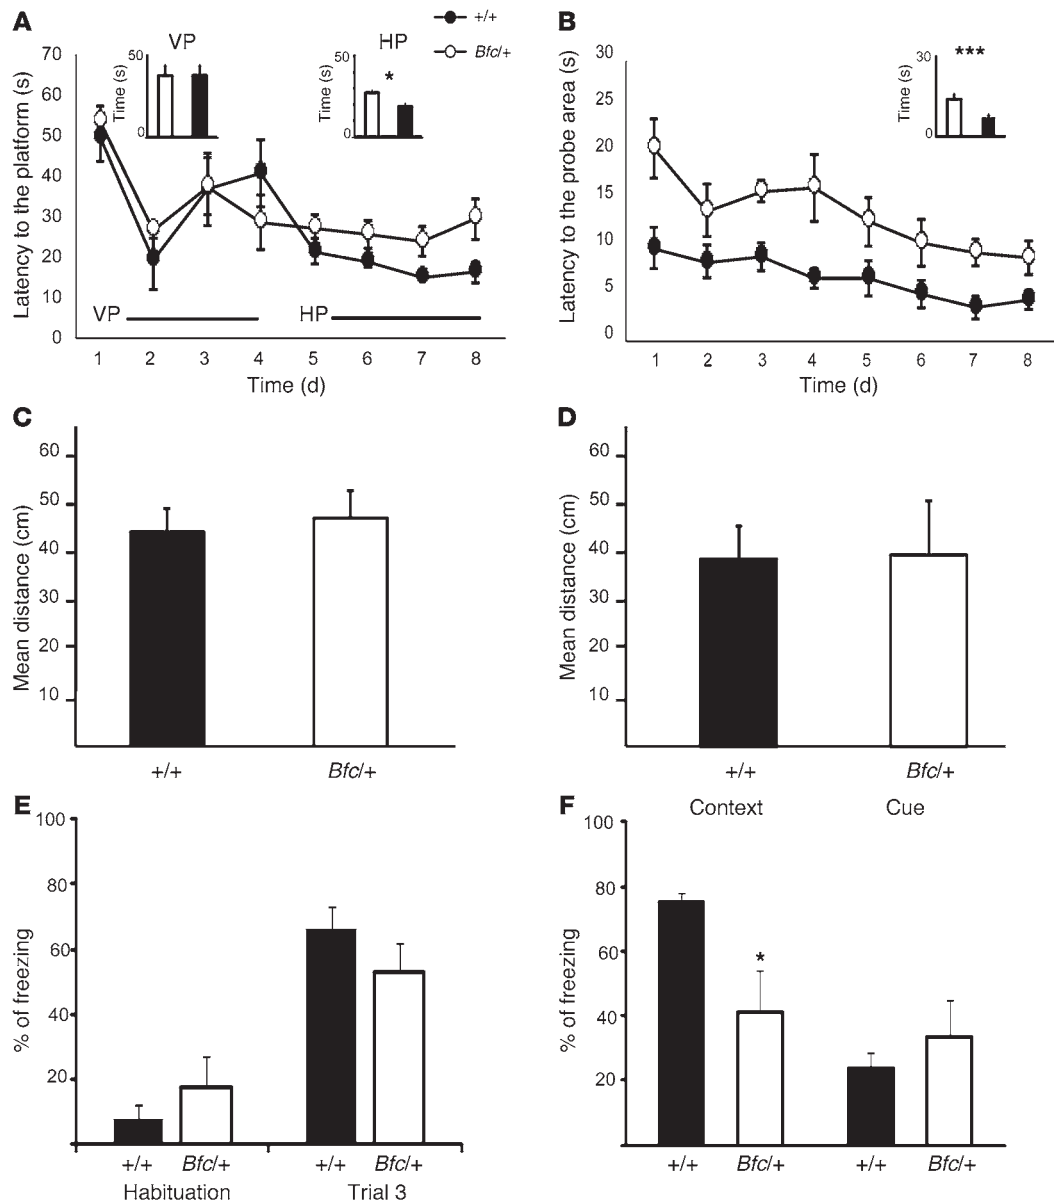 A
+/+
Bfc/+
VP
HP
Latency to the platform (s)
70
60
50
40
30
20
10
0
Time (s)
50
0
Time (s)
50
0
*
VP
HP
1 2 3 4 5 6 7 8
Time (d)
B
Latency to the probe area (s)
30
25
20
15
10
5
0
Time (s)
30
0
***
1 2 3 4 5 6 7 8
Time (d)
C
Mean distance (cm)
60
50
40
30
20
10
+/+ Bfc/+
D
Mean distance (cm)
60
50
40
30
20
10
+/+ Bfc/+
E
% of freezing
100
80
60
40
20
+/+ Bfc/+ +/+ Bfc/+
Habituation Trial 3
F
Context Cue
% of freezing
100
80
60
40
20
*
+/+ Bfc/+ +/+ Bfc/+